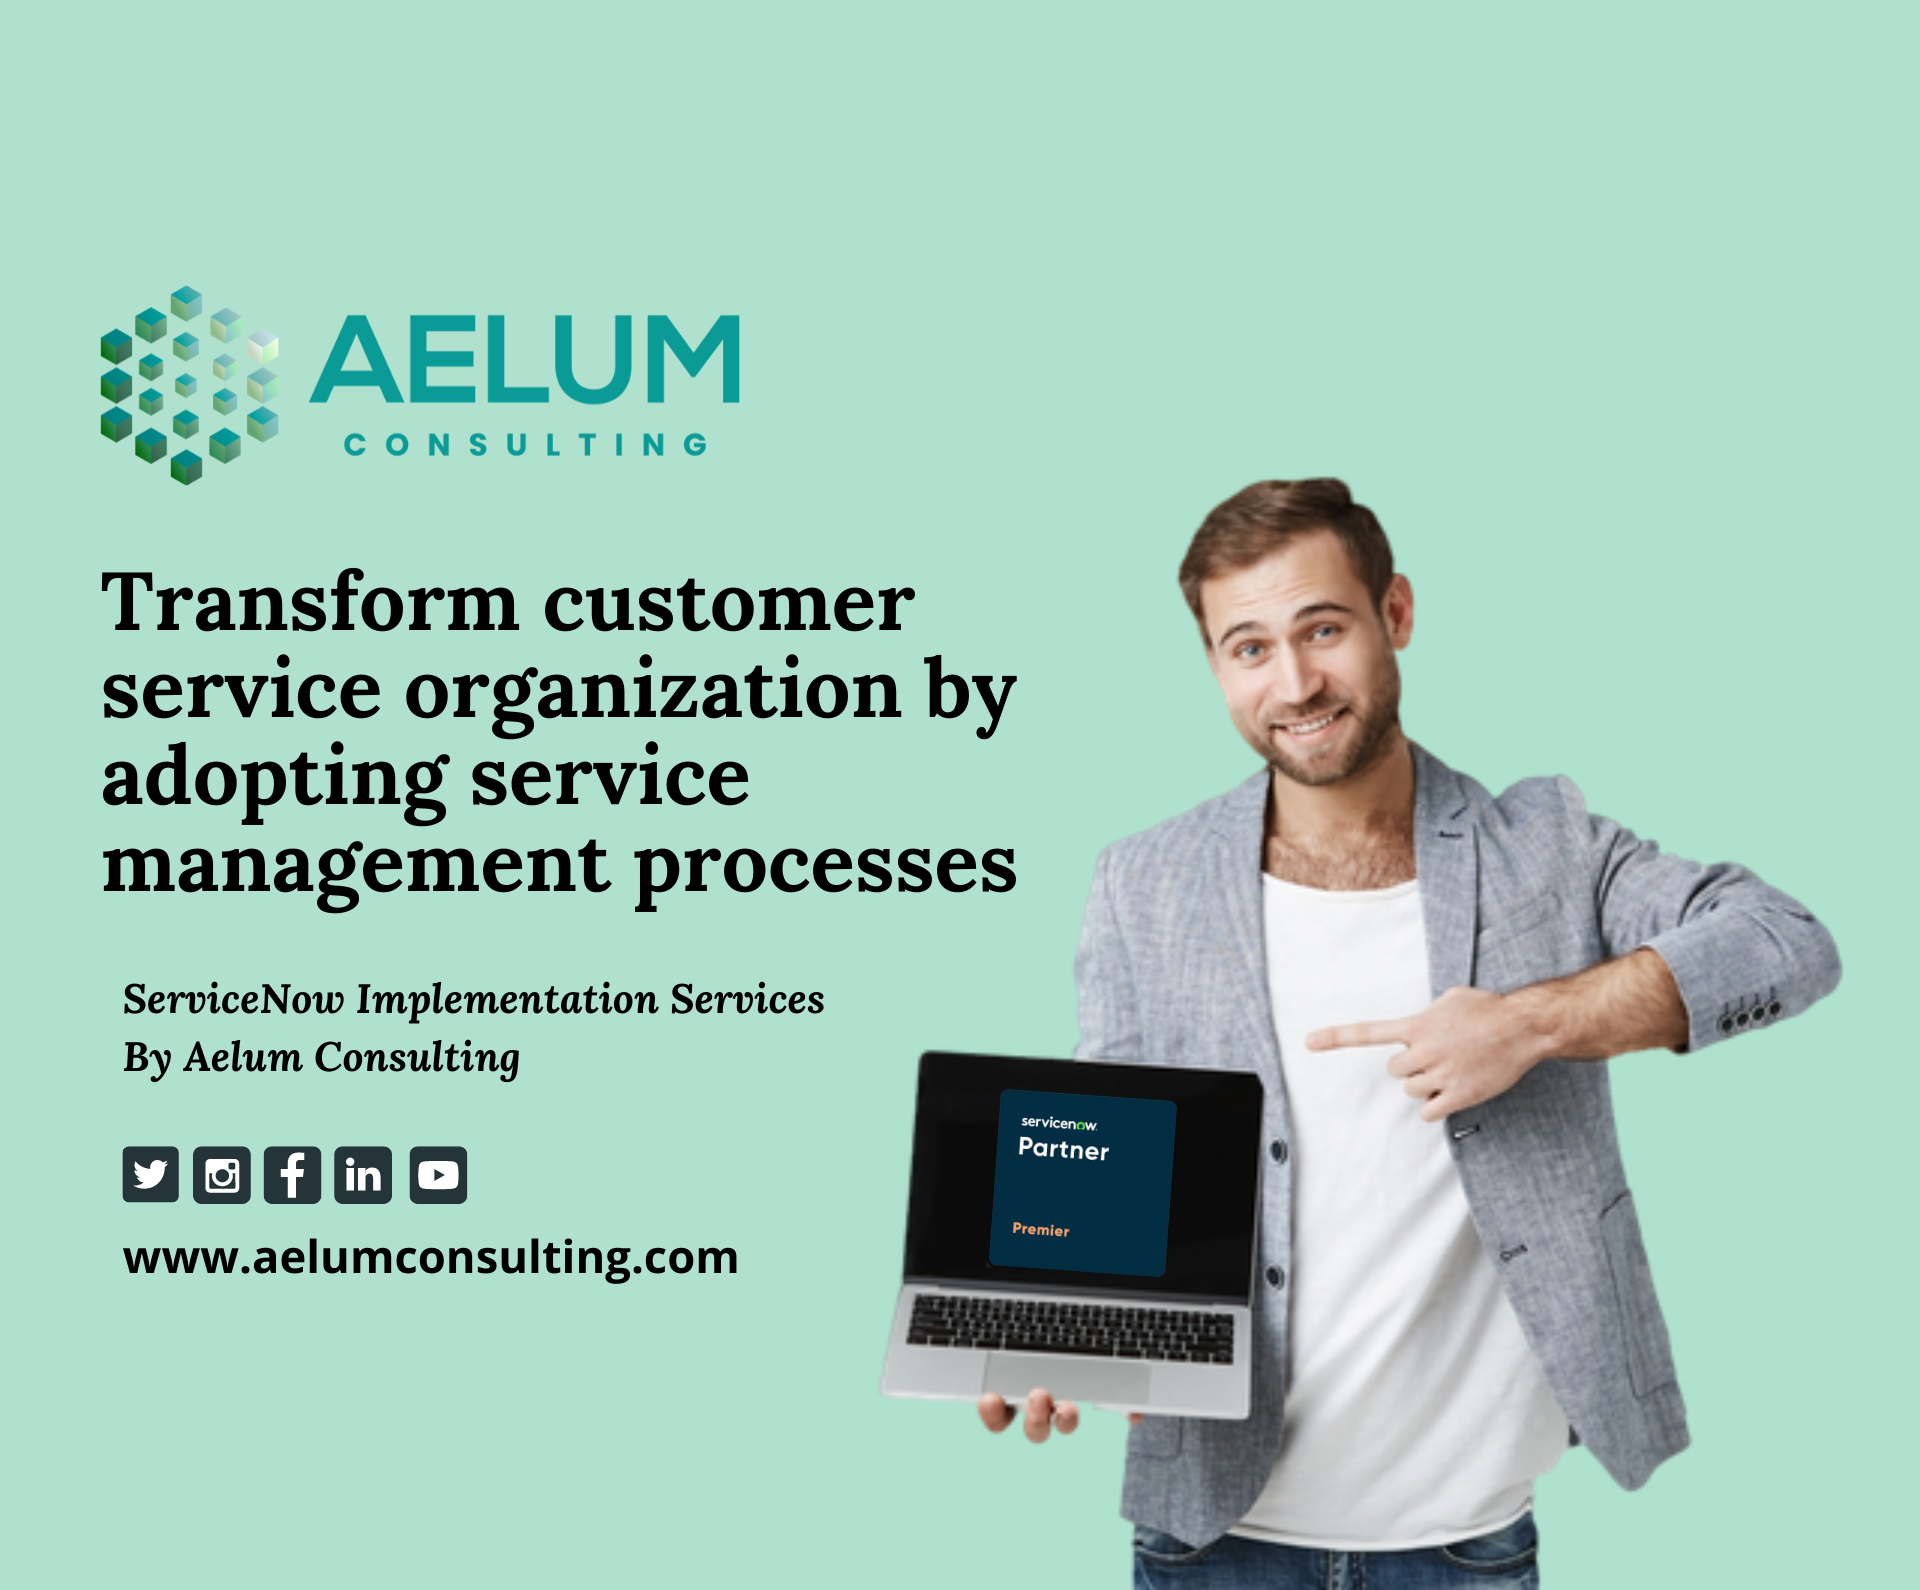 AELUM
CONSULTING
Transform customer
service organization by
adopting service
management processes
ServiceNow Implementation Services
By Aelum Consulting
in
www.aelumconsulting.com
servicenow.
Partner
Premier